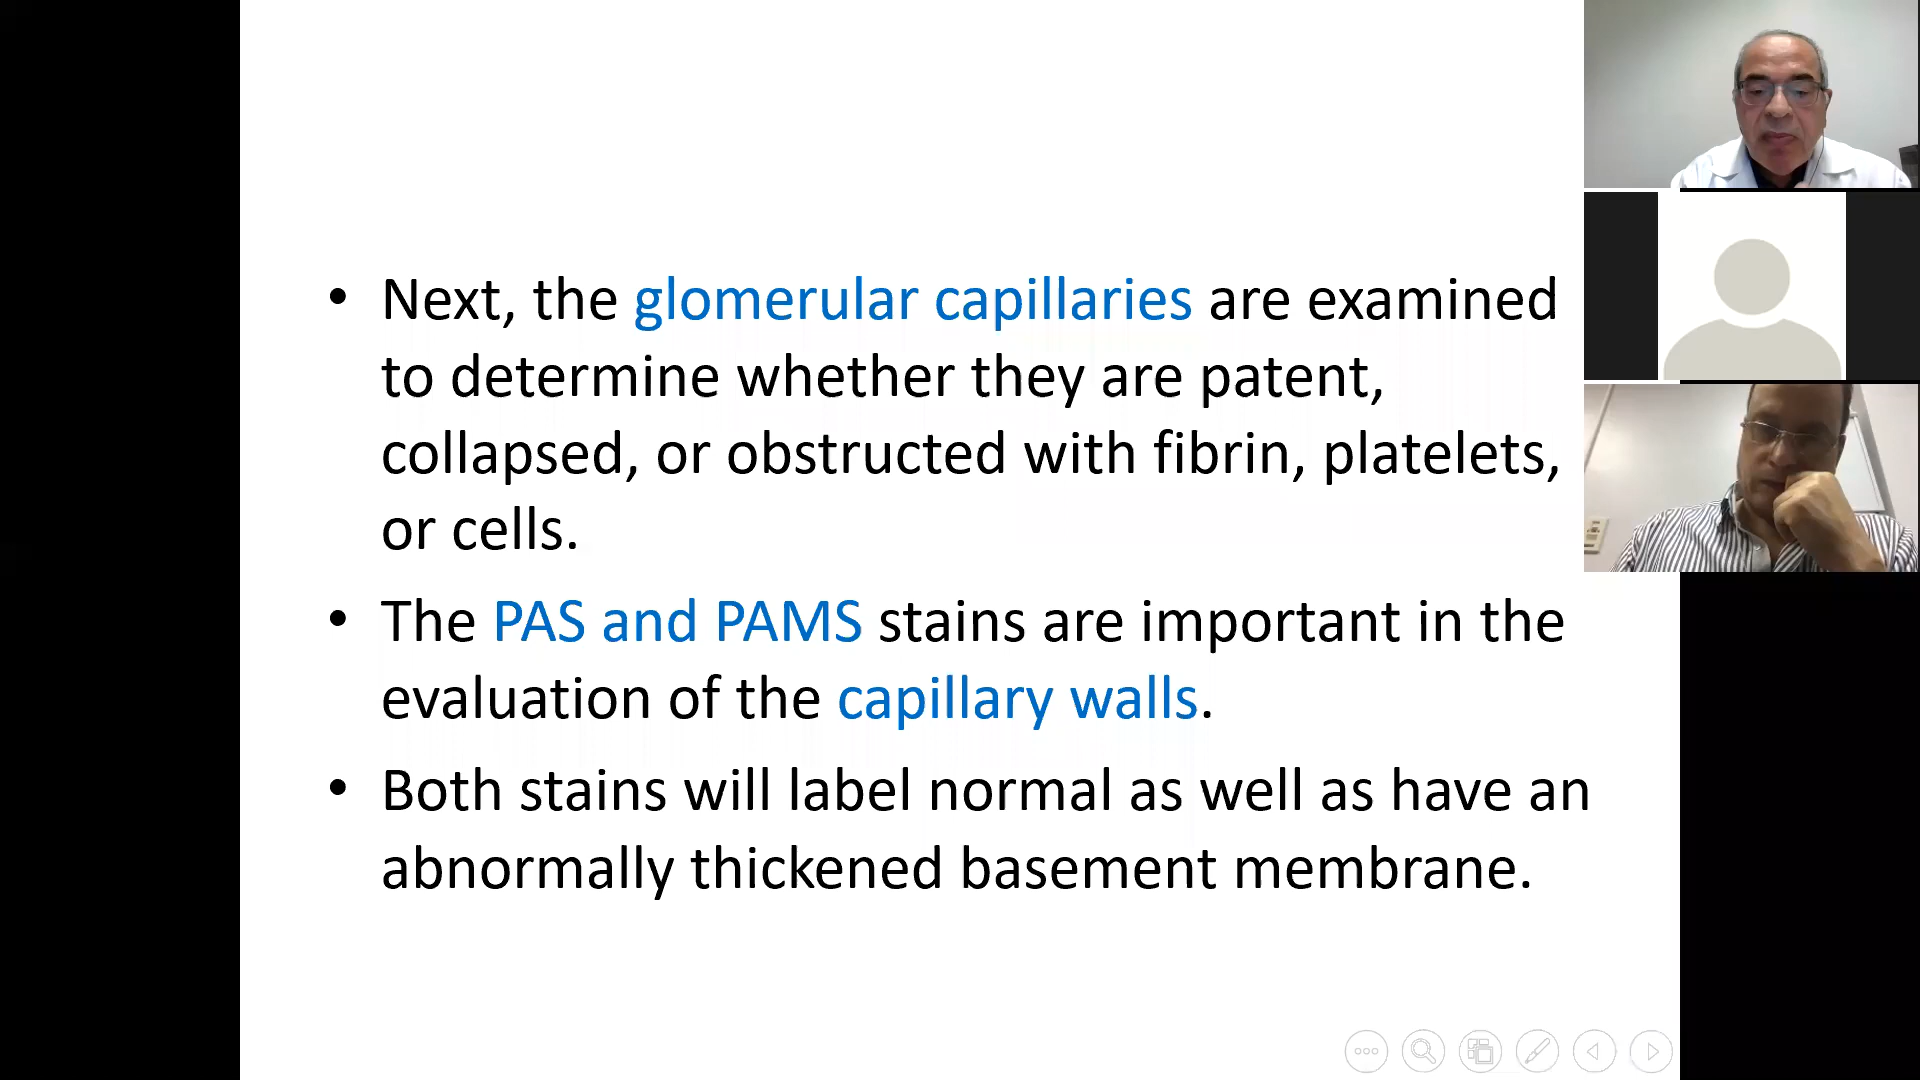 • Next, the glomerular capillaries are examined
to determine whether they are patent,
collapsed, or obstructed with fibrin, platelets,
or cells.
• The PAS and PAMS stains are important in the
evaluation of the capillary walls.
• Both stains will label normal as well as have an
abnormally thickened basement membrane.